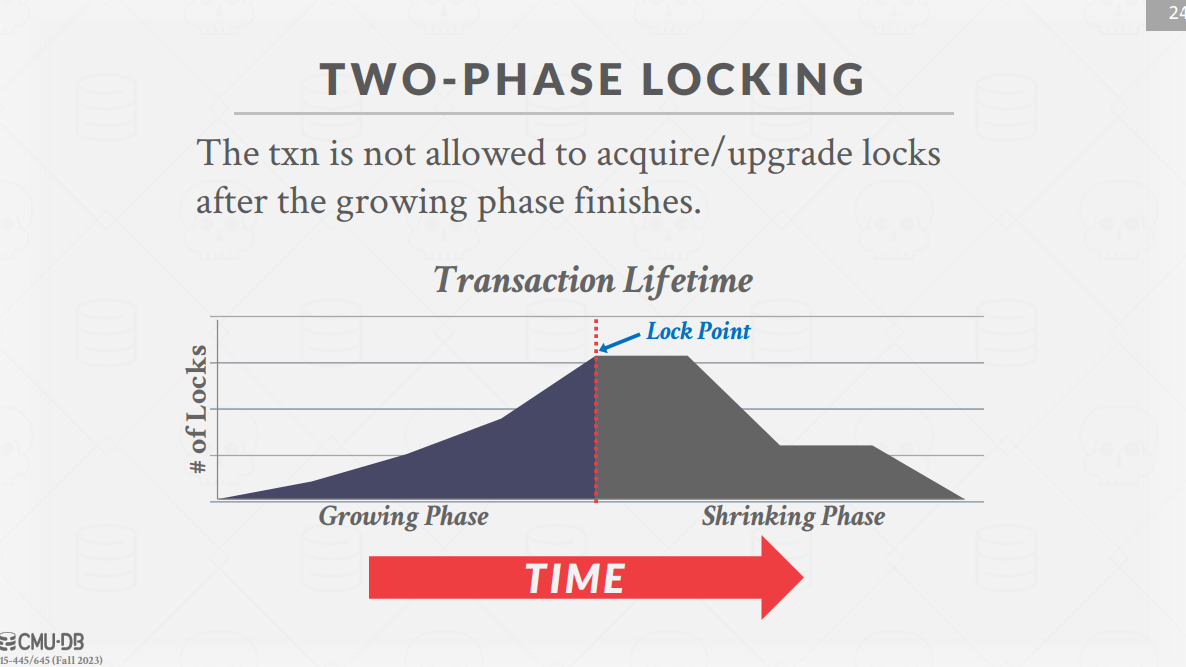 24
TWO-PHASE LOCKING
The txn is not allowed to acquire/upgrade locks
after the growing phase finishes.
Transaction Lifetime
Lock Point
# of Locks
Growing Phase
Shrinking Phase
TIME
CMU·DB
15-445/645 (Fall 2023)